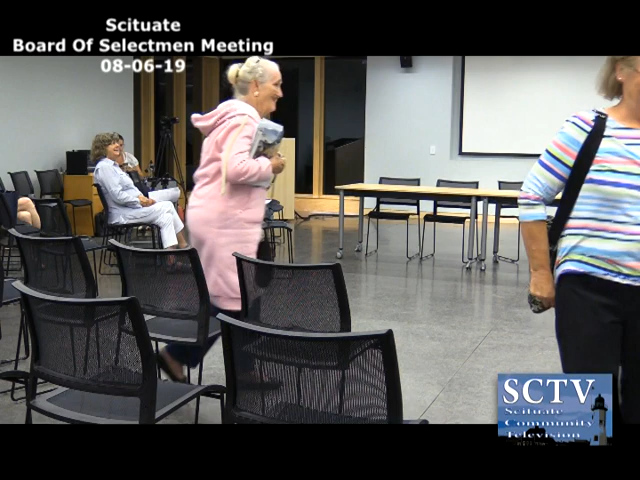 Scituate
Board Of Selectmen Meeting
08-06-19
SCTV
Scituate
Community
Television